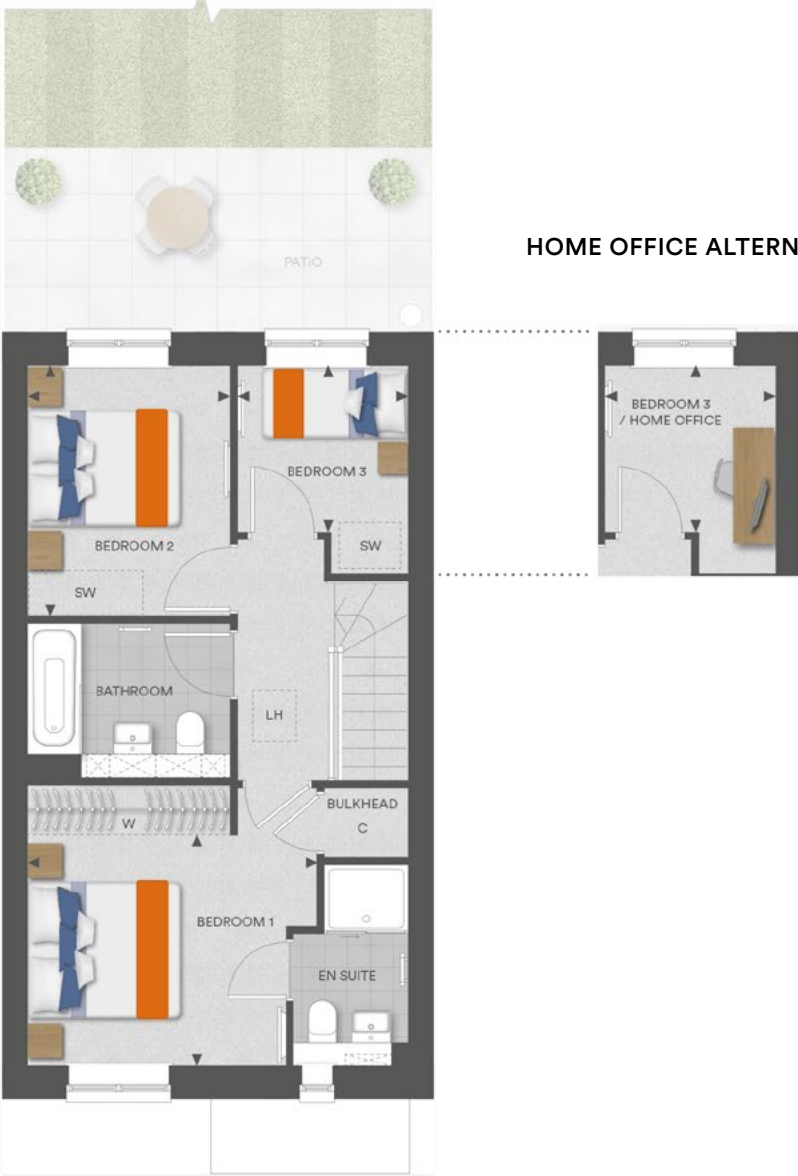 PATIO
HOME OFFICE ALTERN
BEDROOM 3
/ HOME OFFICE
BEDROOM 3
BEDROOM 2
SW
SW
BATHROOM
LH
BULKHEAD
C
W
BEDROOM 1
EN SUITE